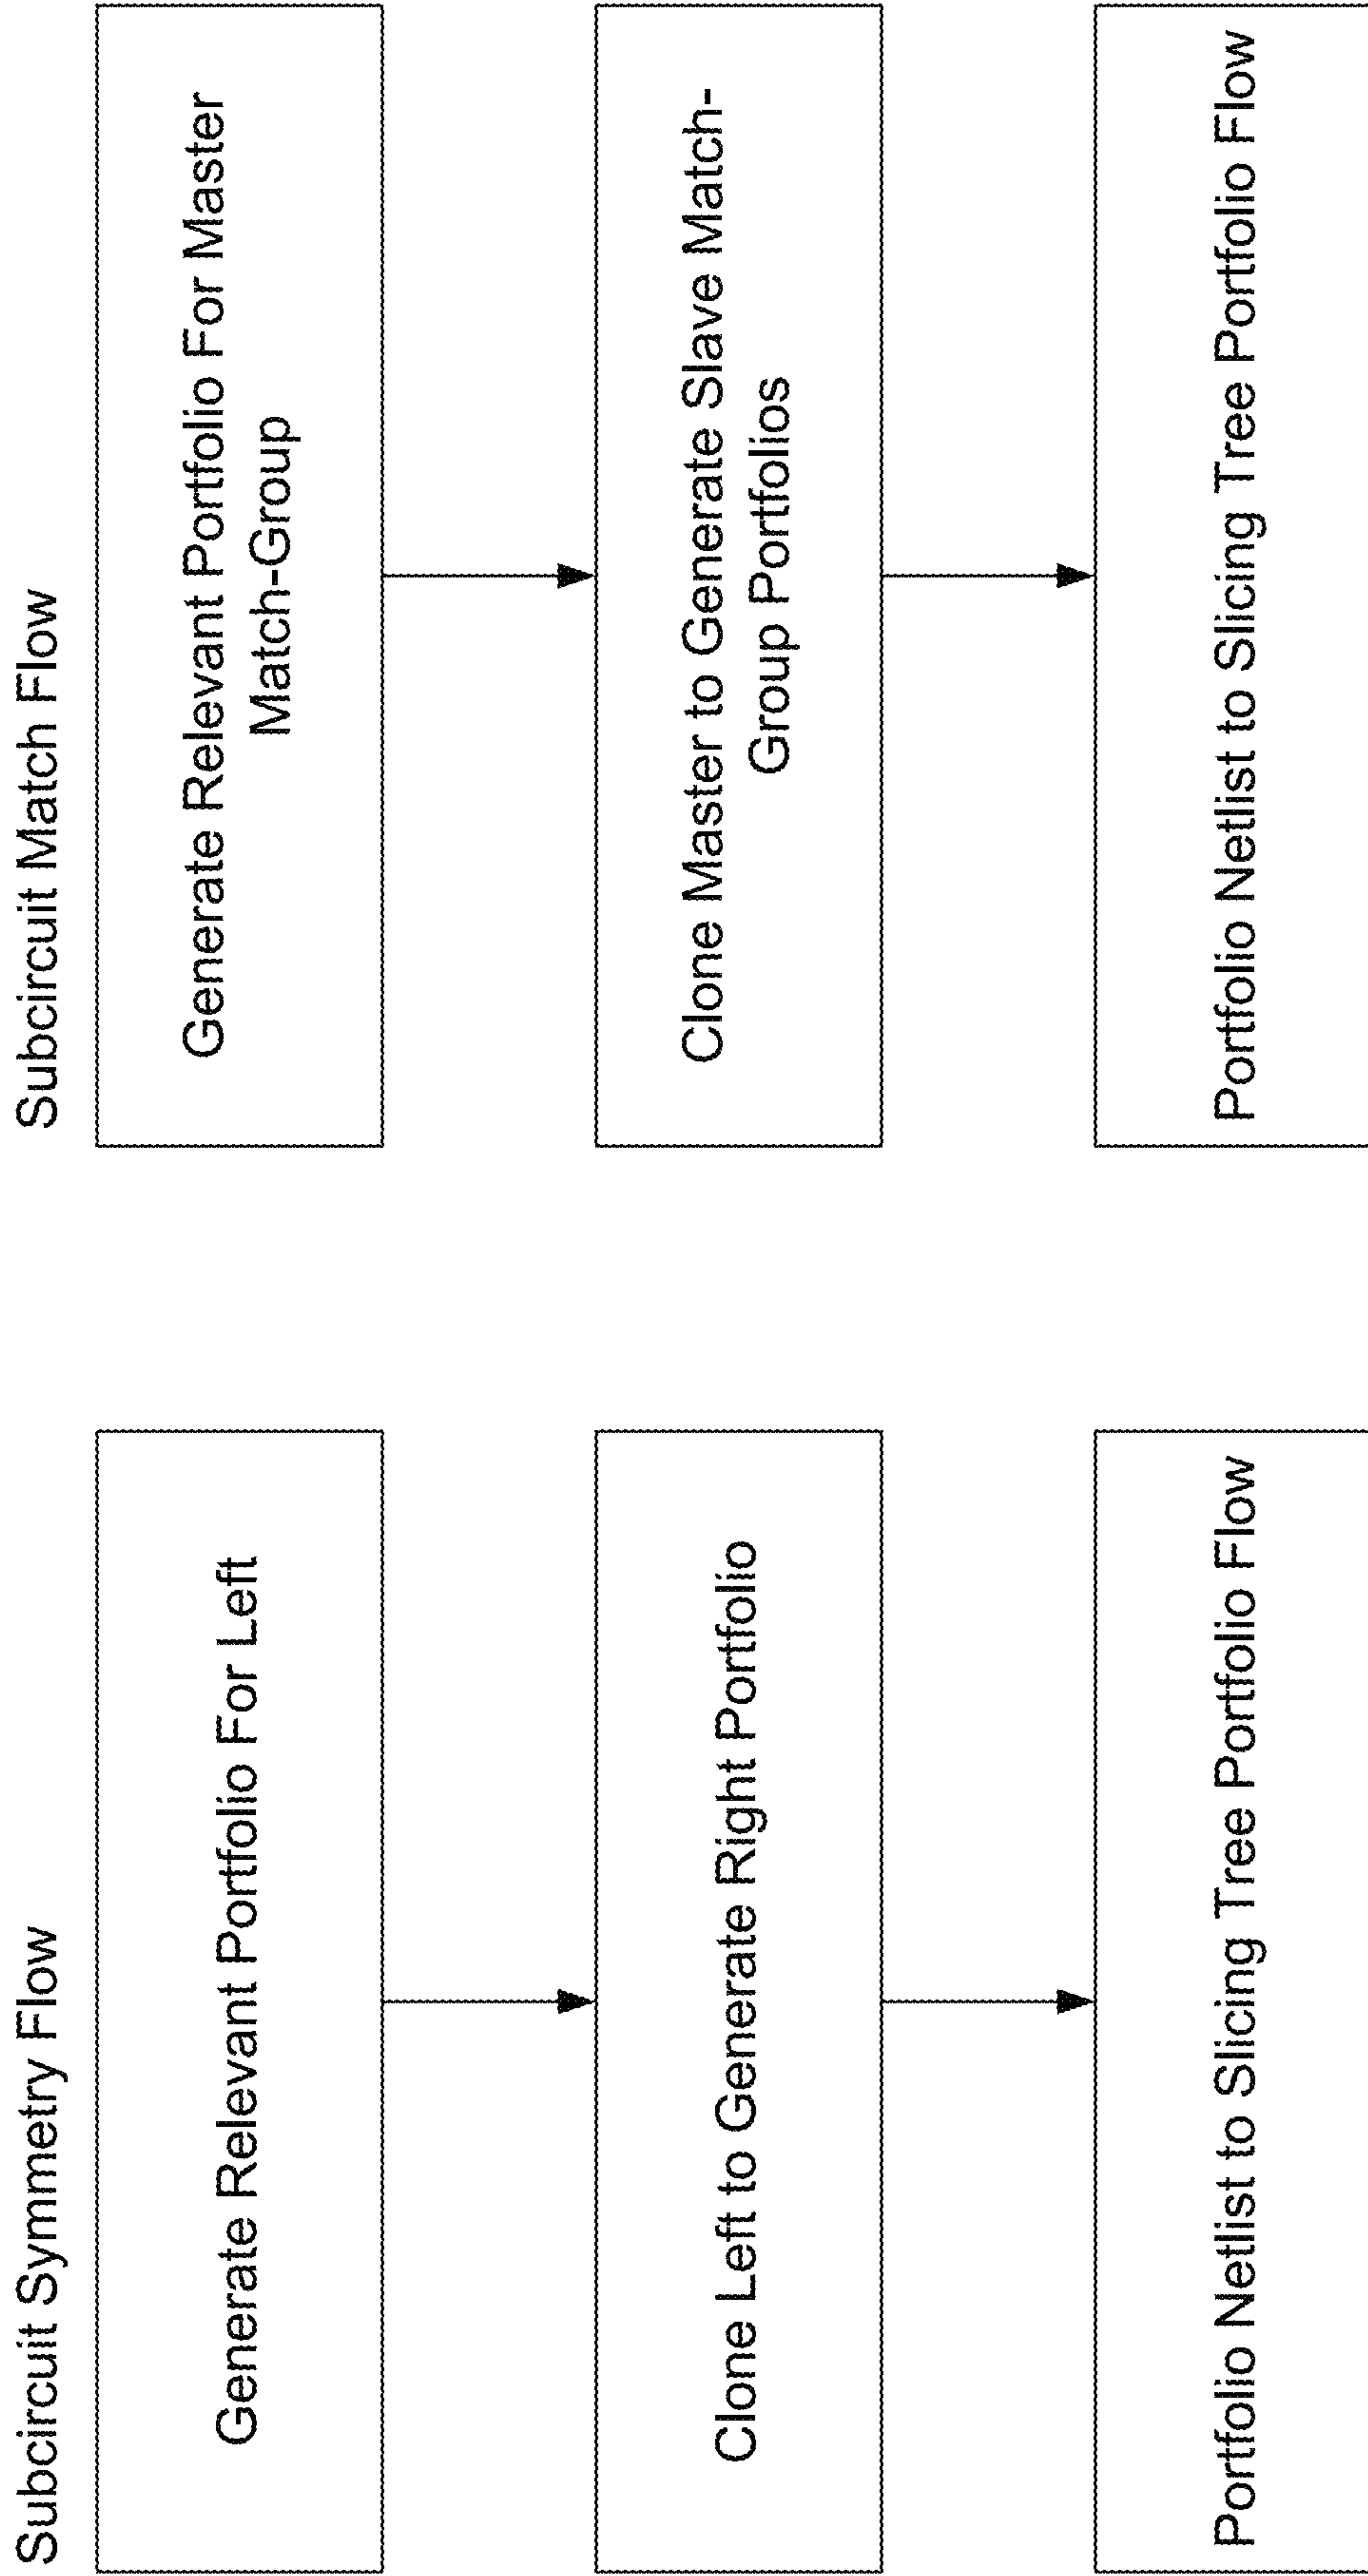 Subcircuit Symmetry Flow
Generate Relevant Portfolio For Left
Clone Left to Generate Right Portfolio
Portfolio Netlist to Slicing Tree Portfolio Flow
Subcircuit Match Flow
Generate Relevant Portfolio For Master
Match-Group
Clone Master to Generate Slave Match-
Group Portfolios
Portfolio Netlist to Slicing Tree Portfolio Flow